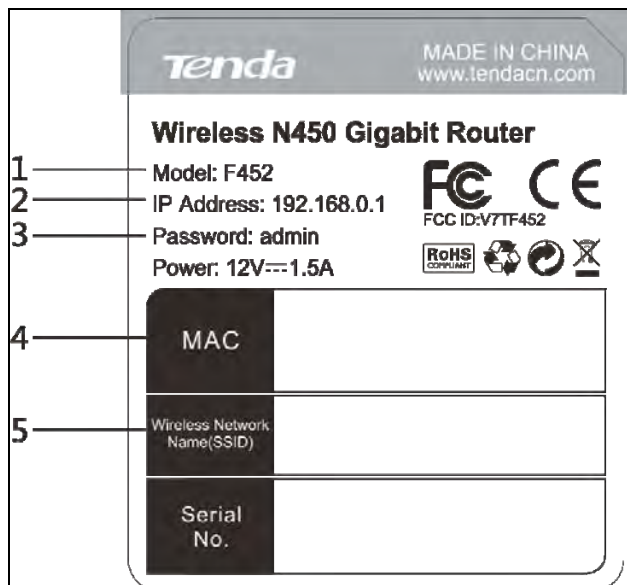 Tenda
MADE IN CHINA
www.tendacn.com
Wireless N450 Gigabit Router
1 Model: F452
2 IP Address: 192.168.0.1
3 Password: admin
Power: 12V⎓1.5A
FC CE
FCC ID:V7TF452
RoHS
COMPLIANT
4 MAC
5 Wireless Network
Name(SSID)
Serial
No.